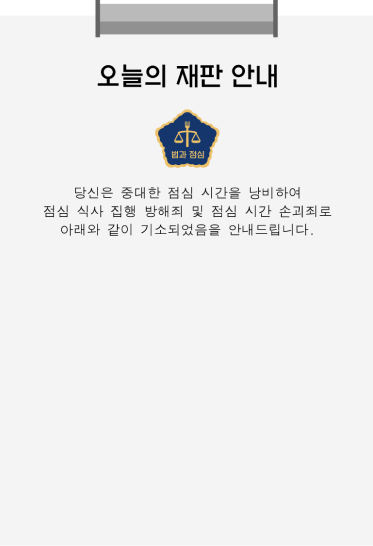 오늘의 재판 안내
법과 점심
당신은 중대한 점심 시간을 낭비하여
점심 식사 집행 방해죄 및 점심 시간 손괴죄로
아래와 같이 기소되었음을 안내드립니다.